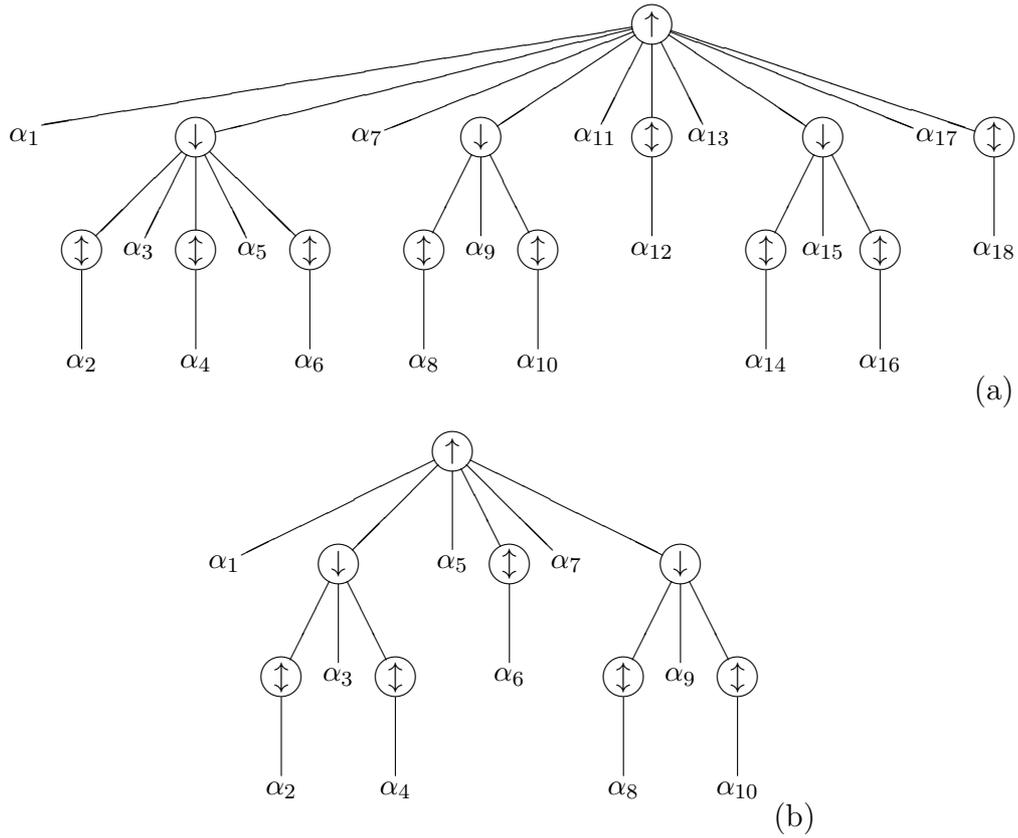 ↑
α₁ ↓ α₇ ↓ α₁₁ ↕ α₁₃ ↓ α₁₇ ↕
↕ α₃ ↕ α₅ ↕ ↕ α₉ ↕ α₁₂ ↕ α₁₅ ↕ α₁₈
α₂ α₄ α₆ α₈ α₁₀ α₁₄ α₁₆
(a)
↑
α₁ ↓ α₅ ↕ α₇ ↓
↕ α₃ ↕ α₆ ↕ α₉ ↕
α₂ α₄ α₈ α₁₀
(b)